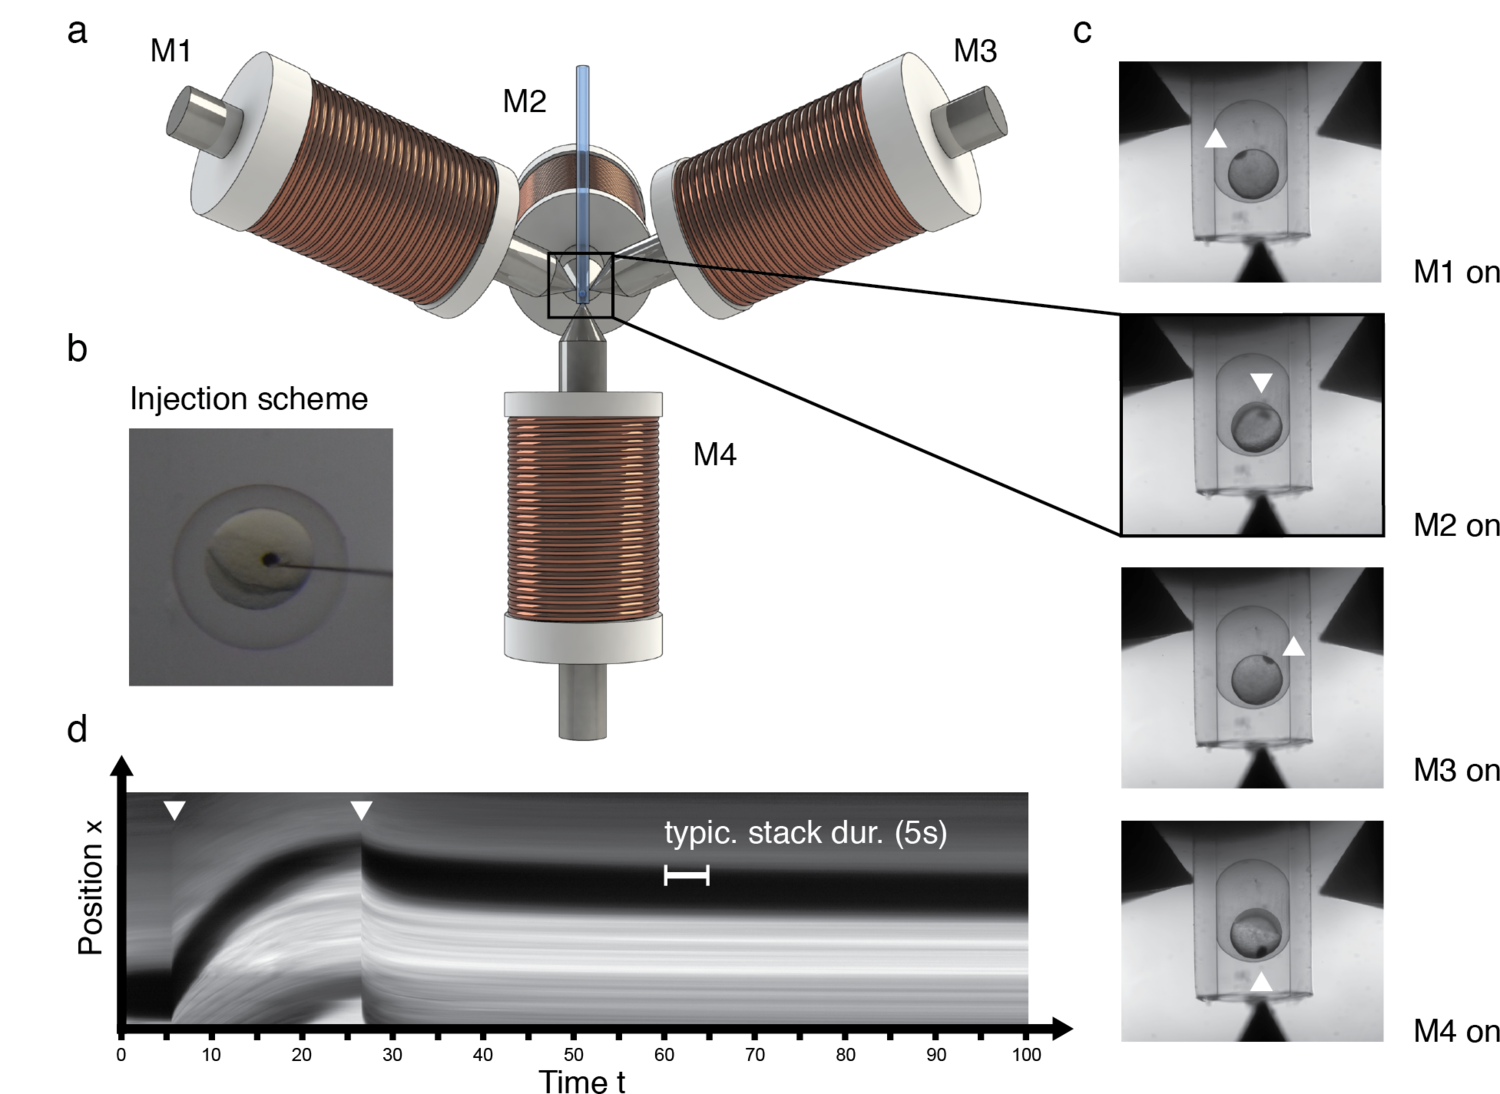 a
M1
M2
M3
M4
b
Injection scheme
c
M1 on
M2 on
M3 on
M4 on
d
typic. stack dur. (5s)
Position x
0 10 20 30 40 50 60 70 80 90 100
Time t